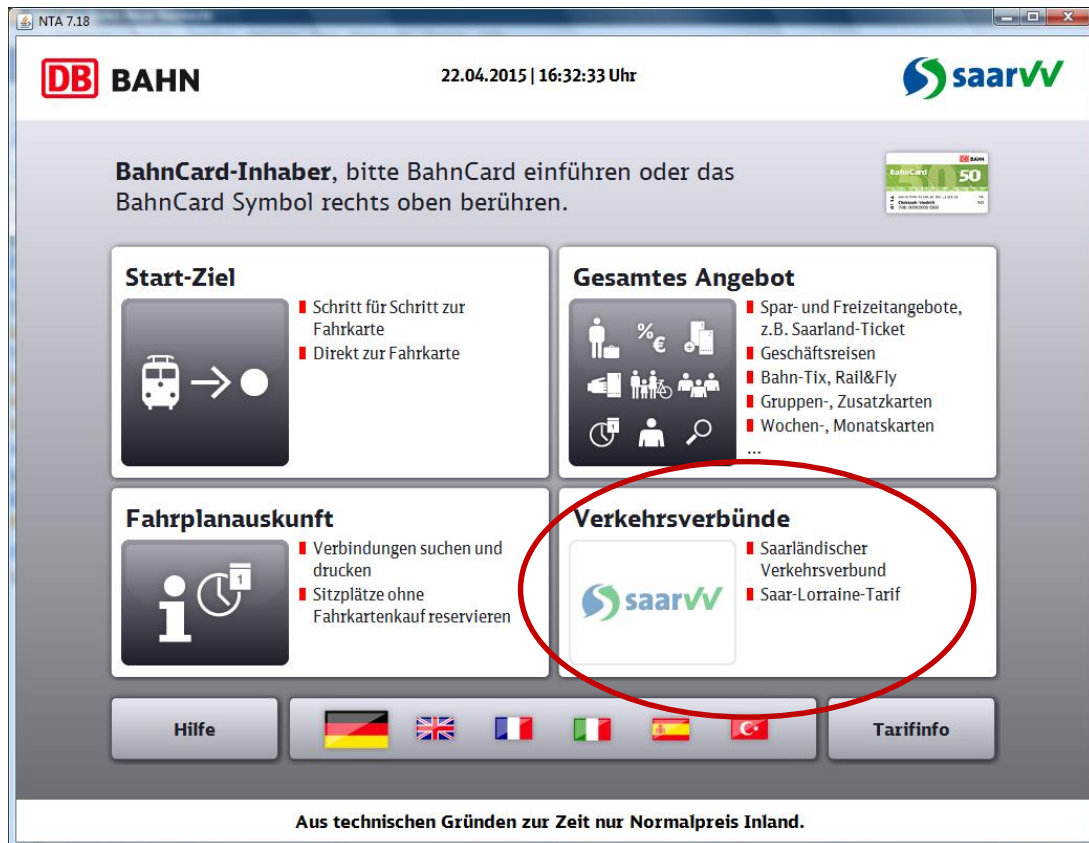 NTA 7.18
DB BAHN
22.04.2015 | 16:32:33 Uhr
saarVV
BahnCard-Inhaber, bitte BahnCard einführen oder das
BahnCard Symbol rechts oben berühren.
DB BAHN
BahnCard 50
Start-Ziel
Schritt für Schritt zur
Fahrkarte
Direkt zur Fahrkarte
Gesamtes Angebot
%
€
Spar- und Freizeitangebote,
z.B. Saarland-Ticket
Geschäftsreisen
Bahn-Tix, Rail&Fly
Gruppen-, Zusatzkarten
Wochen-, Monatskarten
...
Fahrplanauskunft
1
Verbindungen suchen und
drucken
Sitzplätze ohne
Fahrkartenkauf reservieren
Verkehrsverbünde
saarVV
Saarländischer
Verkehrsverbund
Saar-Lorraine-Tarif
Hilfe
Tarifinfo
Aus technischen Gründen zur Zeit nur Normalpreis Inland.